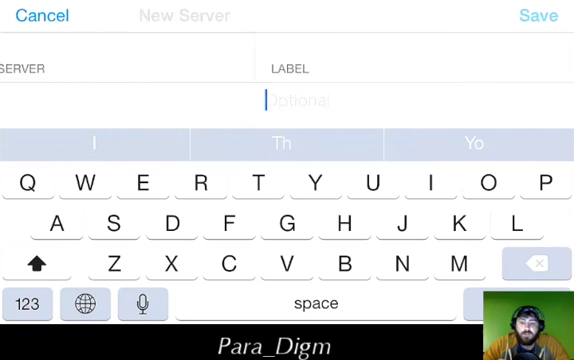 Cancel New Server Save
SERVER LABEL
Optional
I Th Yo
Q W E R T Y U I O P
A S D F G H J K L
Z X C V B N M
123 space
Para_Digm